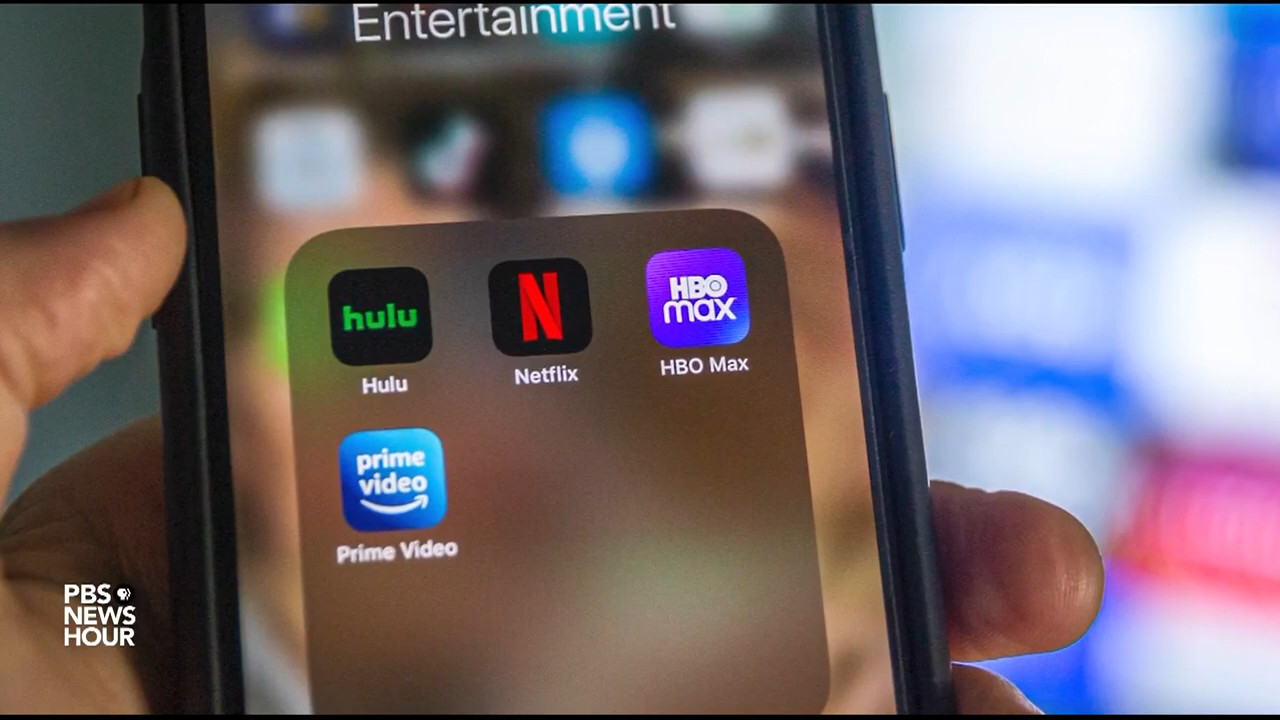 Entertainment
hulu
N
HBO
max
Hulu
Netflix
HBO Max
prime
video
Prime Video
PBS
NEWS
HOUR